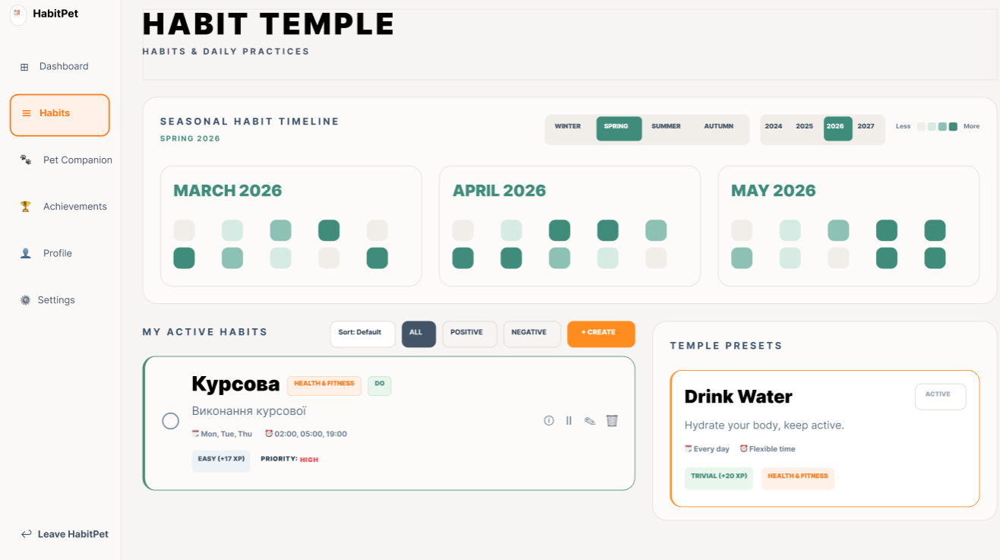 HabitPet
Dashboard
Habits
Pet Companion
Achievements
Profile
Settings
Leave HabitPet
HABIT TEMPLE
HABITS & DAILY PRACTICES
SEASONAL HABIT TIMELINE
SPRING 2026
WINTER SPRING SUMMER AUTUMN
2024 2025 2026 2027
Less More
MARCH 2026
APRIL 2026
MAY 2026
MY ACTIVE HABITS
Sort: Default ALL POSITIVE NEGATIVE + CREATE
Курсова HEALTH & FITNESS DO
Виконання курсової
Mon, Tue, Thu 02:00, 05:00, 19:00
EASY (+17 XP) PRIORITY: HIGH
TEMPLE PRESETS
Drink Water ACTIVE
Hydrate your body, keep active.
Every day Flexible time
TRIVIAL (+20 XP) HEALTH & FITNESS